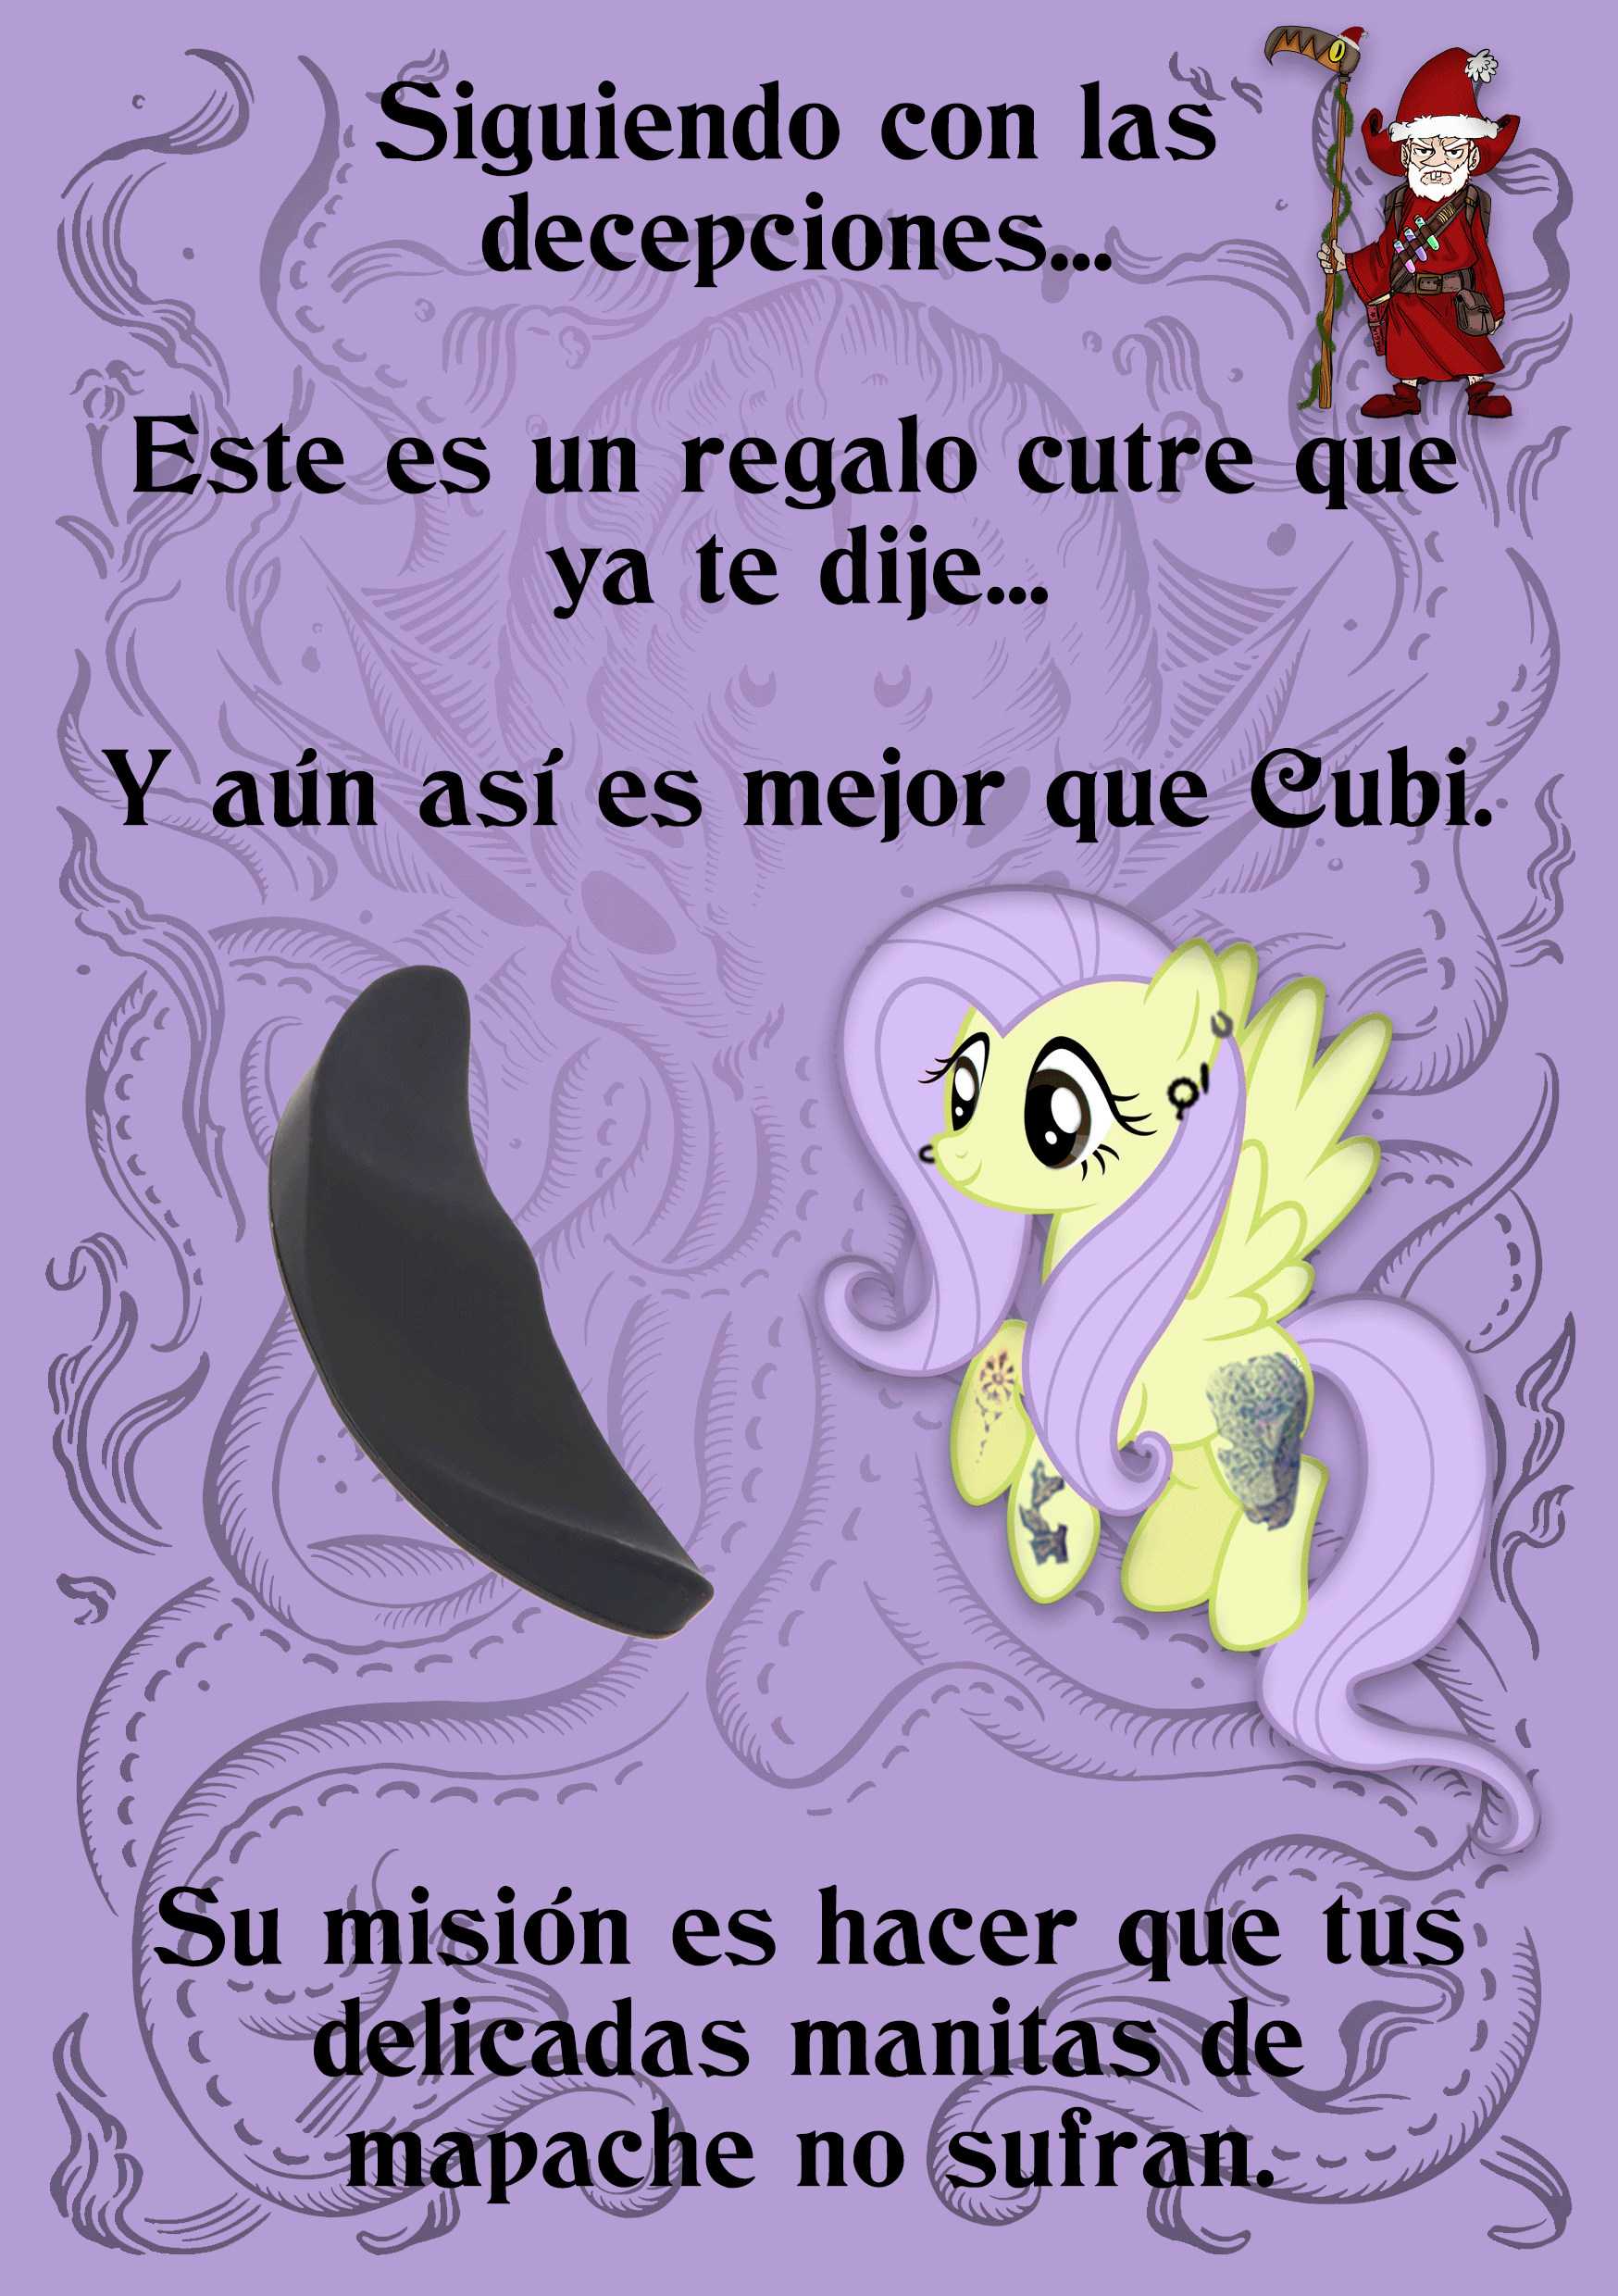 Siguiendo con las
decepciones...
Este es un regalo cutre que
ya te dije...
Y aún así es mejor que Cubi.
Su misión es hacer que tus
delicadas manitas de
mapache no sufran.